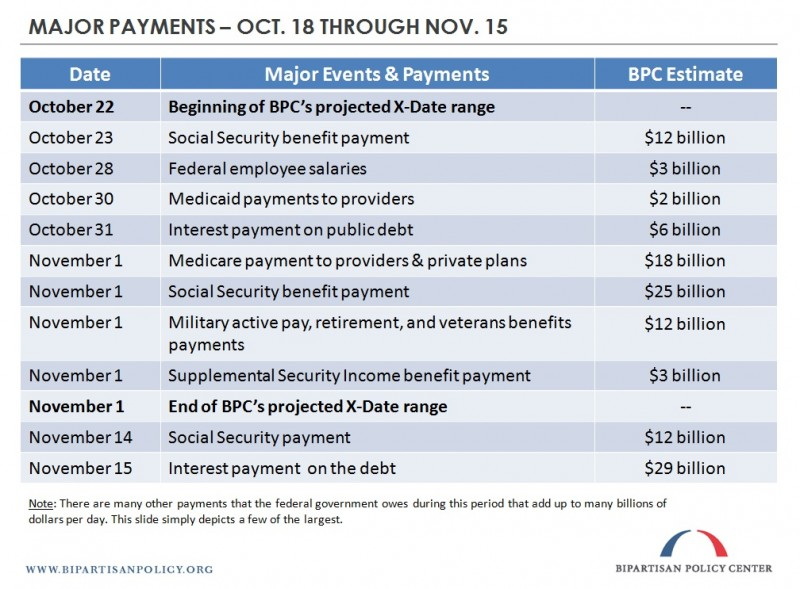 MAJOR PAYMENTS – OCT. 18 THROUGH NOV. 15
Date Major Events & Payments BPC Estimate
October 22 Beginning of BPC’s projected X-Date range --
October 23 Social Security benefit payment $12 billion
October 28 Federal employee salaries $3 billion
October 30 Medicaid payments to providers $2 billion
October 31 Interest payment on public debt $6 billion
November 1 Medicare payment to providers & private plans $18 billion
November 1 Social Security benefit payment $25 billion
November 1 Military active pay, retirement, and veterans benefits $12 billion
payments
November 1 Supplemental Security Income benefit payment $3 billion
November 1 End of BPC’s projected X-Date range --
November 14 Social Security payment $12 billion
November 15 Interest payment on the debt $29 billion
Note: There are many other payments that the federal government owes during this period that add up to many billions of
dollars per day. This slide simply depicts a few of the largest.
WWW.BIPARTISANPOLICY.ORG
BIPARTISAN POLICY CENTER